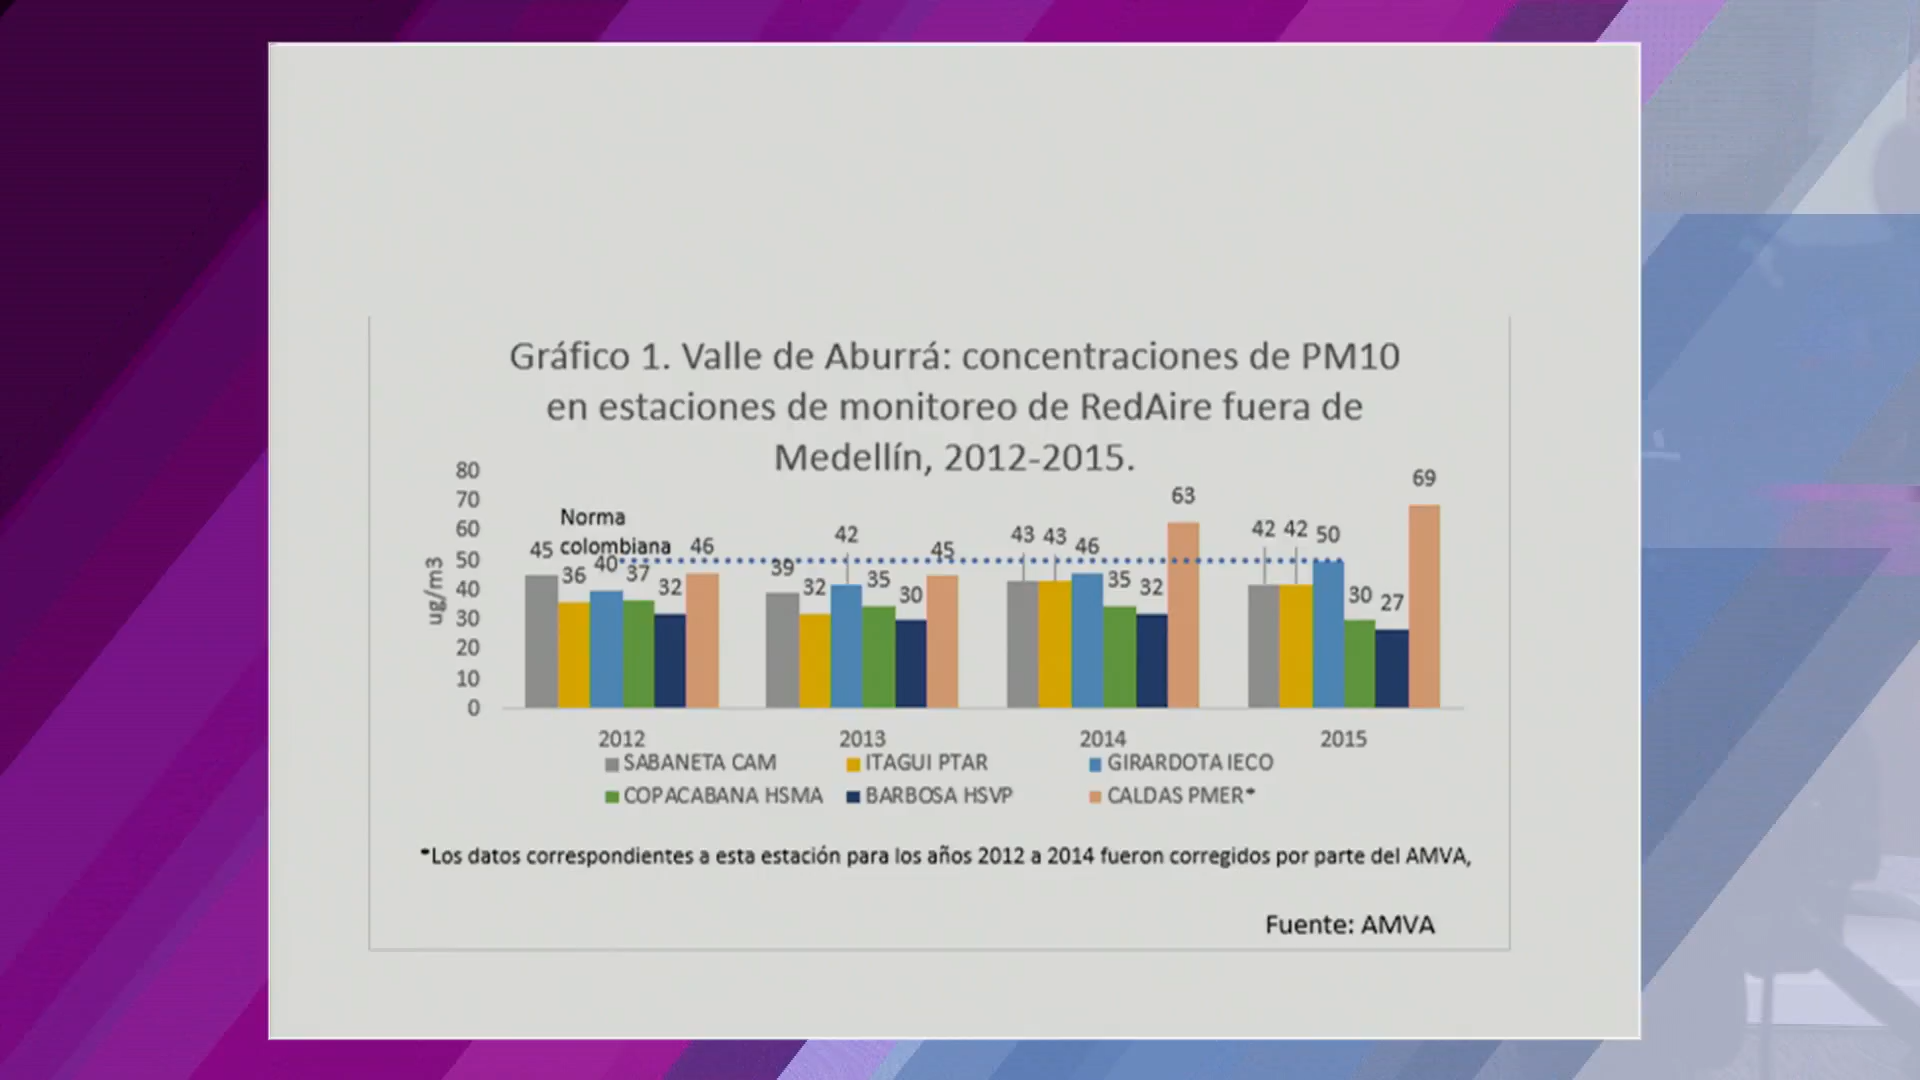 Gráfico 1. Valle de Aburrá: concentraciones de PM10
en estaciones de monitoreo de RedAire fuera de
Medellín, 2012-2015.
80
70
60
50
40
30
20
10
0
ug/m3
Norma
colombiana
45
36
40
37
32
46
39
32
42
35
30
45
43
43
46
35
32
63
42
42
50
30
27
69
2012
2013
2014
2015
SABANETA CAM
ITAGUI PTAR
GIRARDOTA IECO
COPACABANA HSMA
BARBOSA HSVP
CALDAS PMER*
*Los datos correspondientes a esta estación para los años 2012 a 2014 fueron corregidos por parte del AMVA,
Fuente: AMVA